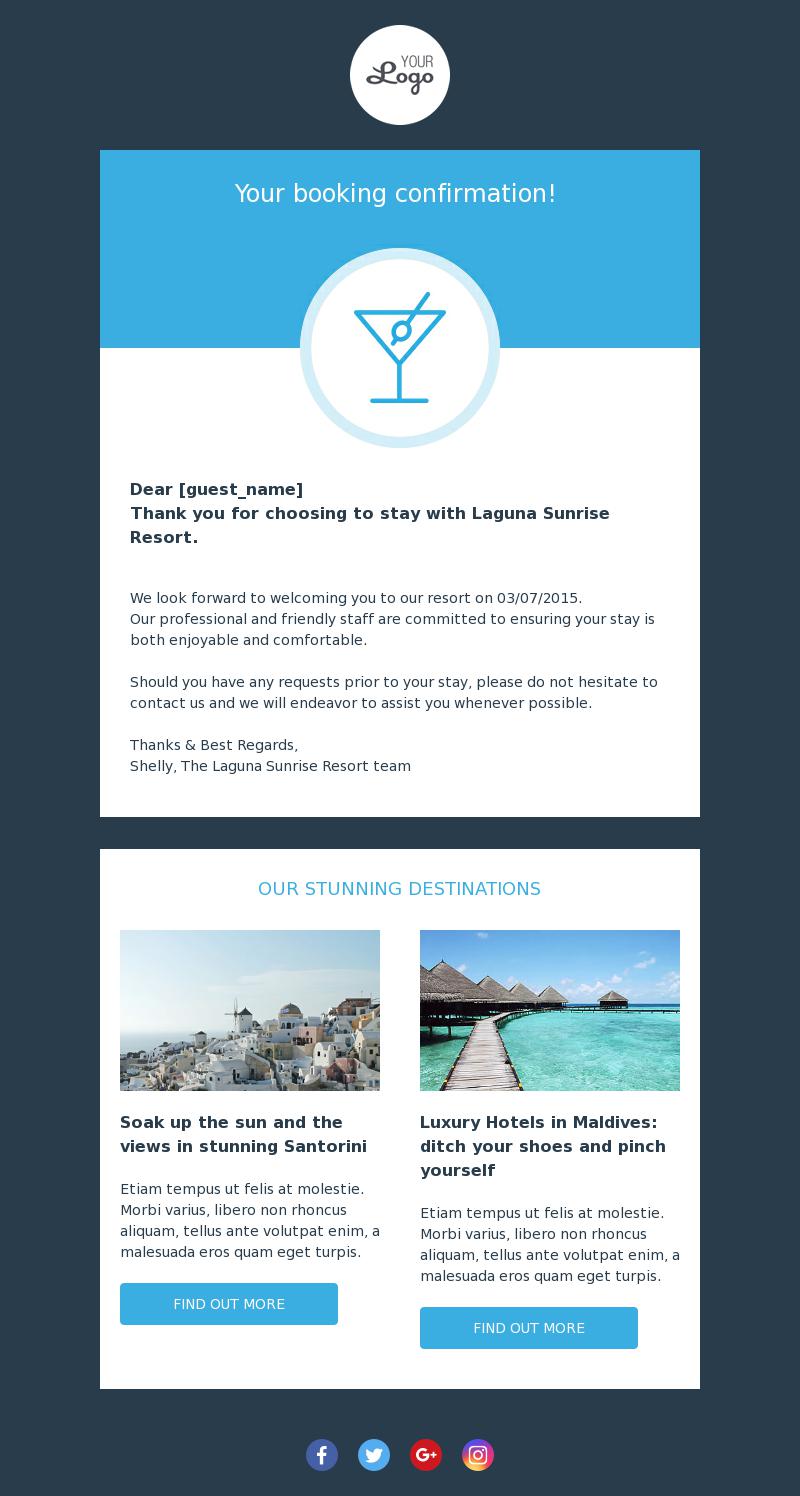 YOUR
Logo
Your booking confirmation!
Dear [guest_name]
Thank you for choosing to stay with Laguna Sunrise
Resort.
We look forward to welcoming you to our resort on 03/07/2015.
Our professional and friendly staff are committed to ensuring your stay is
both enjoyable and comfortable.
Should you have any requests prior to your stay, please do not hesitate to
contact us and we will endeavor to assist you whenever possible.
Thanks & Best Regards,
Shelly, The Laguna Sunrise Resort team
OUR STUNNING DESTINATIONS
Soak up the sun and the
views in stunning Santorini
Etiam tempus ut felis at molestie.
Morbi varius, libero non rhoncus
aliquam, tellus ante volutpat enim, a
malesuada eros quam eget turpis.
FIND OUT MORE
Luxury Hotels in Maldives:
ditch your shoes and pinch
yourself
Etiam tempus ut felis at molestie.
Morbi varius, libero non rhoncus
aliquam, tellus ante volutpat enim, a
malesuada eros quam eget turpis.
FIND OUT MORE